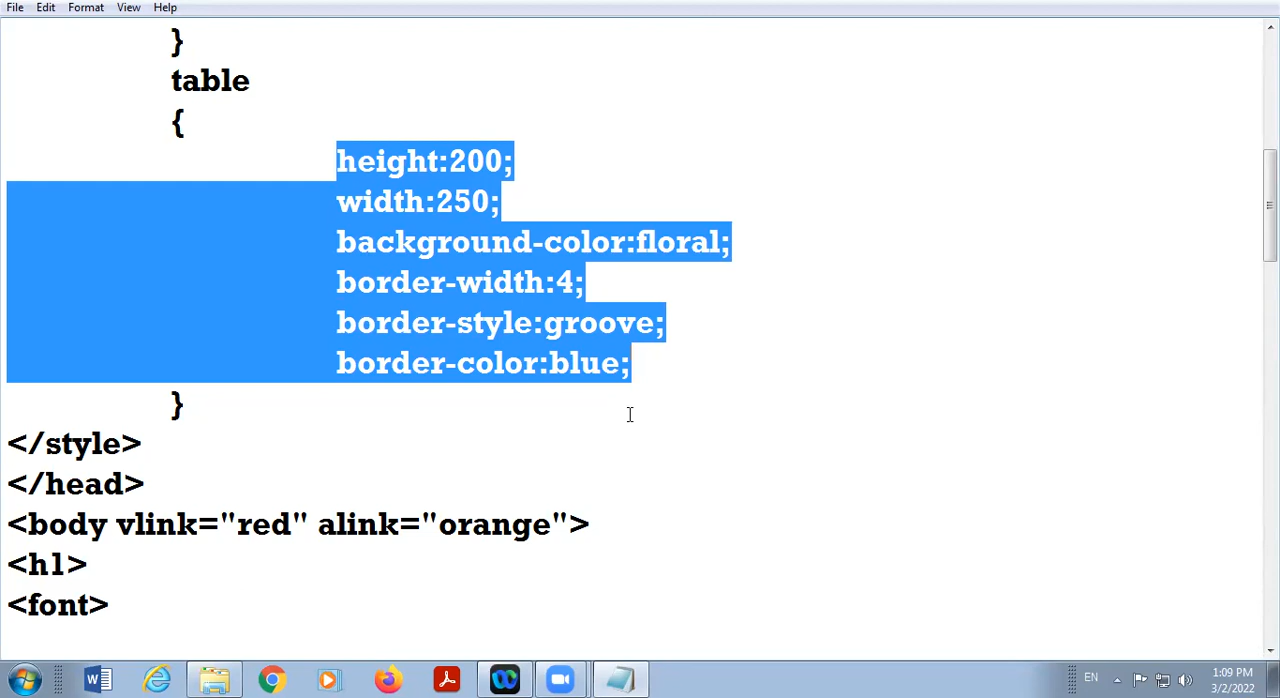 File Edit Format View Help
}
table
{
height:200;
width:250;
background-color:floral;
border-width:4;
border-style:groove;
border-color:blue;
}
</style>
</head>
<body vlink="red" alink="orange">
<h1>
<font>
EN
1:09 PM
3/2/2022